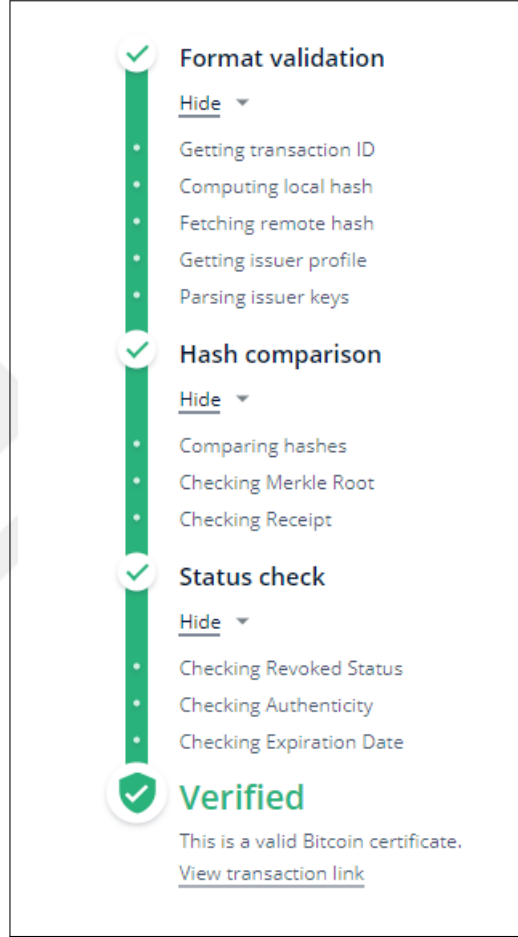 Format validation
Hide
Getting transaction ID
Computing local hash
Fetching remote hash
Getting issuer profile
Parsing issuer keys
Hash comparison
Hide
Comparing hashes
Checking Merkle Root
Checking Receipt
Status check
Hide
Checking Revoked Status
Checking Authenticity
Checking Expiration Date
Verified
This is a valid Bitcoin certificate.
View transaction link